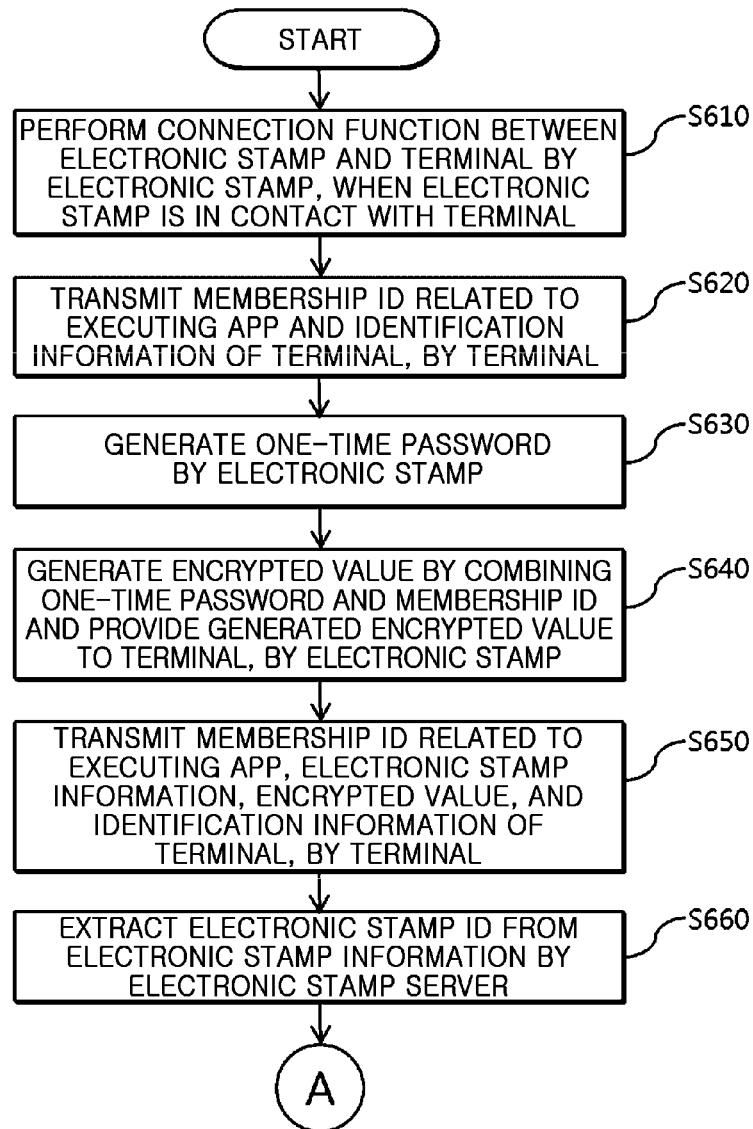 START
PERFORM CONNECTION FUNCTION BETWEEN
ELECTRONIC STAMP AND TERMINAL BY
ELECTRONIC STAMP, WHEN ELECTRONIC
STAMP IS IN CONTACT WITH TERMINAL
S610
TRANSMIT MEMBERSHIP ID RELATED TO
EXECUTING APP AND IDENTIFICATION
INFORMATION OF TERMINAL, BY TERMINAL
S620
GENERATE ONE-TIME PASSWORD
BY ELECTRONIC STAMP
S630
GENERATE ENCRYPTED VALUE BY COMBINING
ONE-TIME PASSWORD AND MEMBERSHIP ID
AND PROVIDE GENERATED ENCRYPTED VALUE
TO TERMINAL, BY ELECTRONIC STAMP
S640
TRANSMIT MEMBERSHIP ID RELATED TO
EXECUTING APP, ELECTRONIC STAMP
INFORMATION, ENCRYPTED VALUE, AND
IDENTIFICATION INFORMATION OF
TERMINAL, BY TERMINAL
S650
EXTRACT ELECTRONIC STAMP ID FROM
ELECTRONIC STAMP INFORMATION BY
ELECTRONIC STAMP SERVER
S660
A